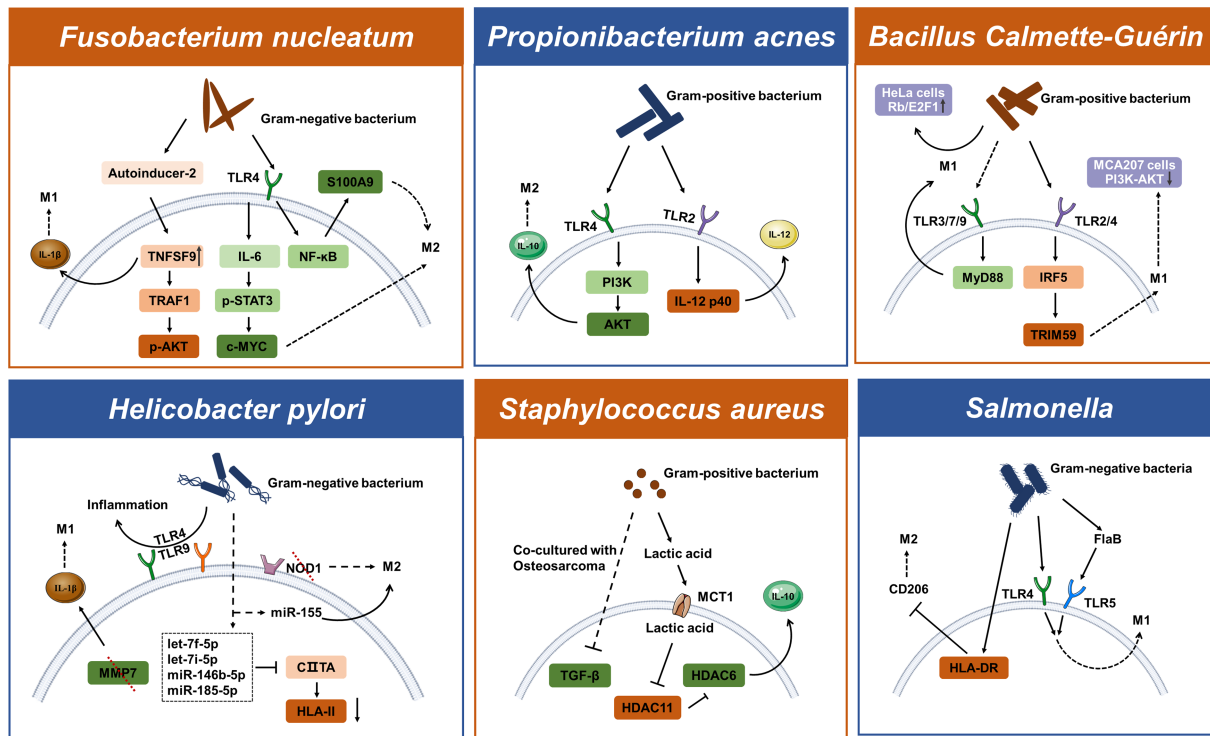 Fusobacterium nucleatum
Gram-negative bacterium
Autoinducer-2
TLR4
S100A9
M1
M2
IL-1β
TNFSF9
IL-6
NF-κB
TRAF1
p-STAT3
p-AKT
c-MYC
Propionibacterium acnes
Gram-positive bacterium
M2
TLR4
TLR2
IL-10
IL-12
PI3K
IL-12 p40
AKT
Bacillus Calmette-Guérin
HeLa cells
Rb/E2F1
Gram-positive bacterium
M1
MCA207 cells
PI3K-AKT
TLR3/7/9
TLR2/4
MyD88
IRF5
M1
TRIM59
Helicobacter pylori
Gram-negative bacterium
Inflammation
M1
TLR4
TLR9
NOD1
M2
IL-1β
miR-155
let-7f-5p
let-7i-5p
miR-146b-5p
miR-185-5p
MMP7
CⅡTA
HLA-II
Staphylococcus aureus
Gram-positive bacterium
Co-cultured with
Osteosarcoma
Lactic acid
MCT1
IL-10
Lactic acid
TGF-β
HDAC6
HDAC11
Salmonella
Gram-negative bacteria
FlaB
M2
CD206
TLR4
TLR5
M1
HLA-DR